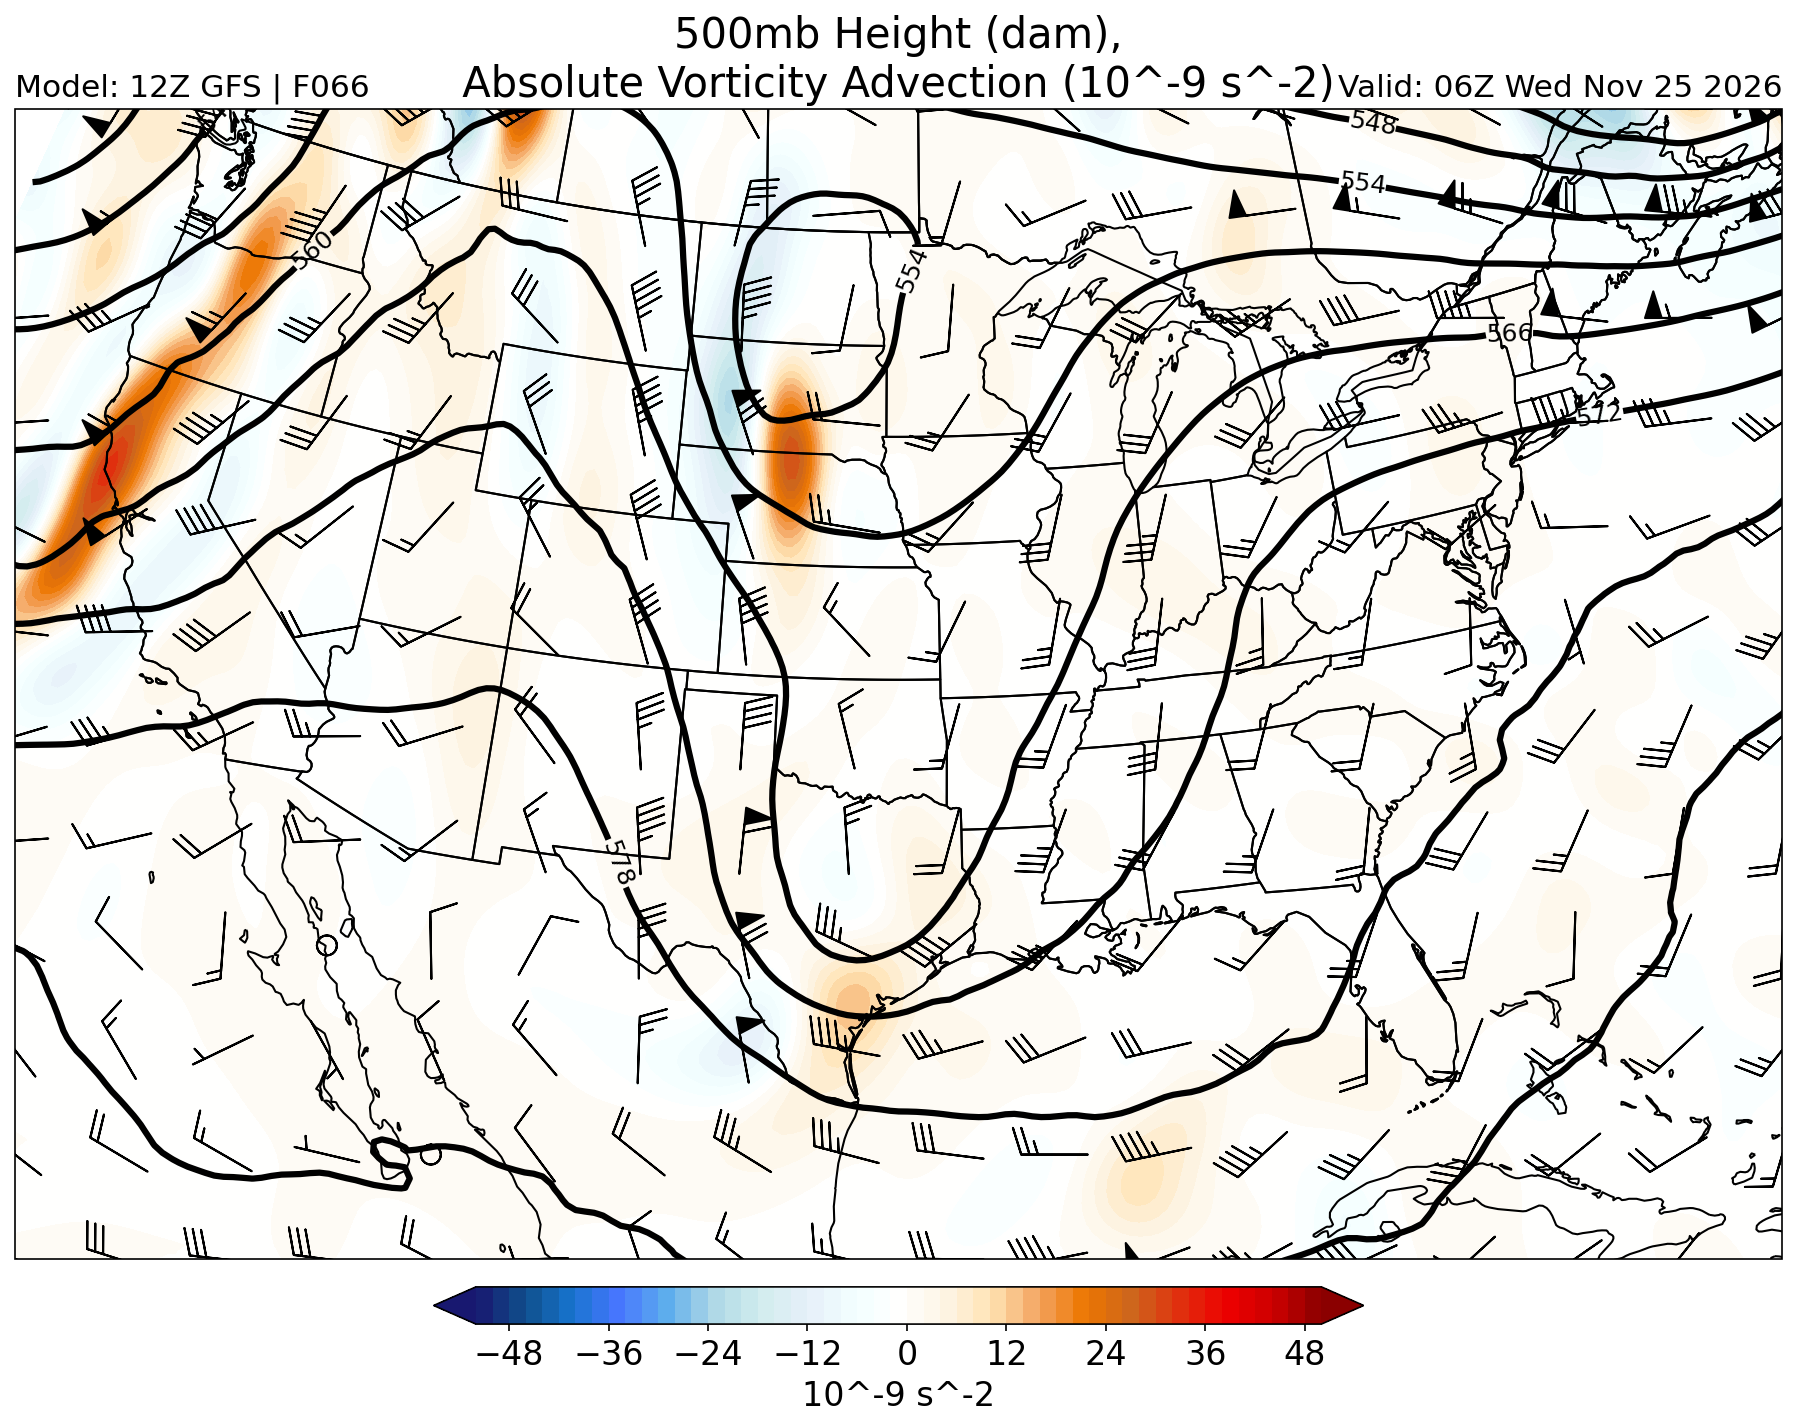 500mb Height (dam),
Absolute Vorticity Advection (10^-9 s^-2)
Model: 12Z GFS | F066
Valid: 06Z Wed Nov 25 2026
548
554
560
554
566
572
578
−48 −36 −24 −12 0 12 24 36 48
10^-9 s^-2